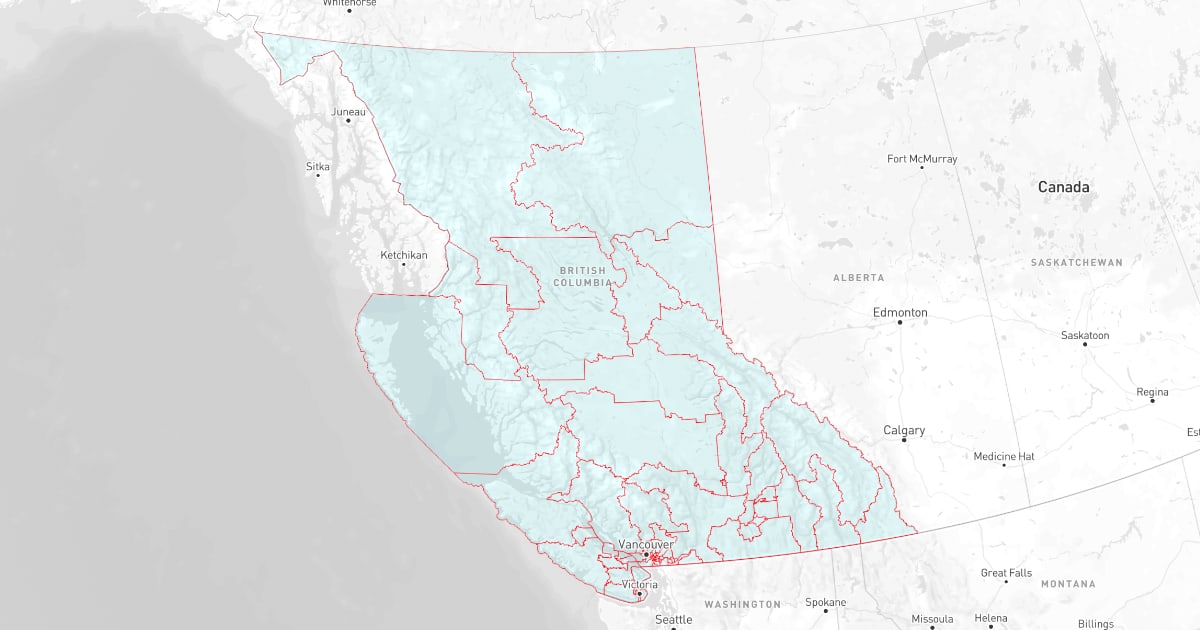 Whitehorse
Juneau
Sitka
Fort McMurray
Canada
Ketchikan
BRITISH
COLUMBIA
ALBERTA
SASKATCHEWAN
Edmonton
Saskatoon
Regina
Calgary
Est
Medicine Hat
Vancouver
Victoria
Great Falls
MONTANA
WASHINGTON
Spokane
Seattle
Missoula
Helena
Billings